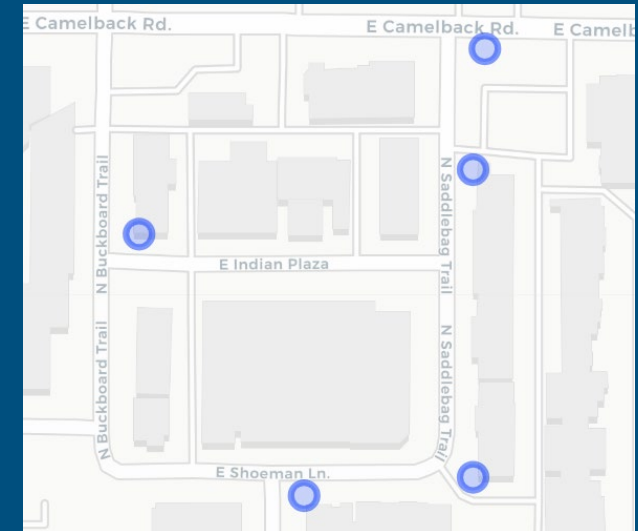 E Camelback Rd.
E Camelback Rd.
E Camelb
N Buckboard Trail
N Saddlebag Trail
E Indian Plaza
N Buckboard Trail
N Saddlebag Trail
E Shoeman Ln.